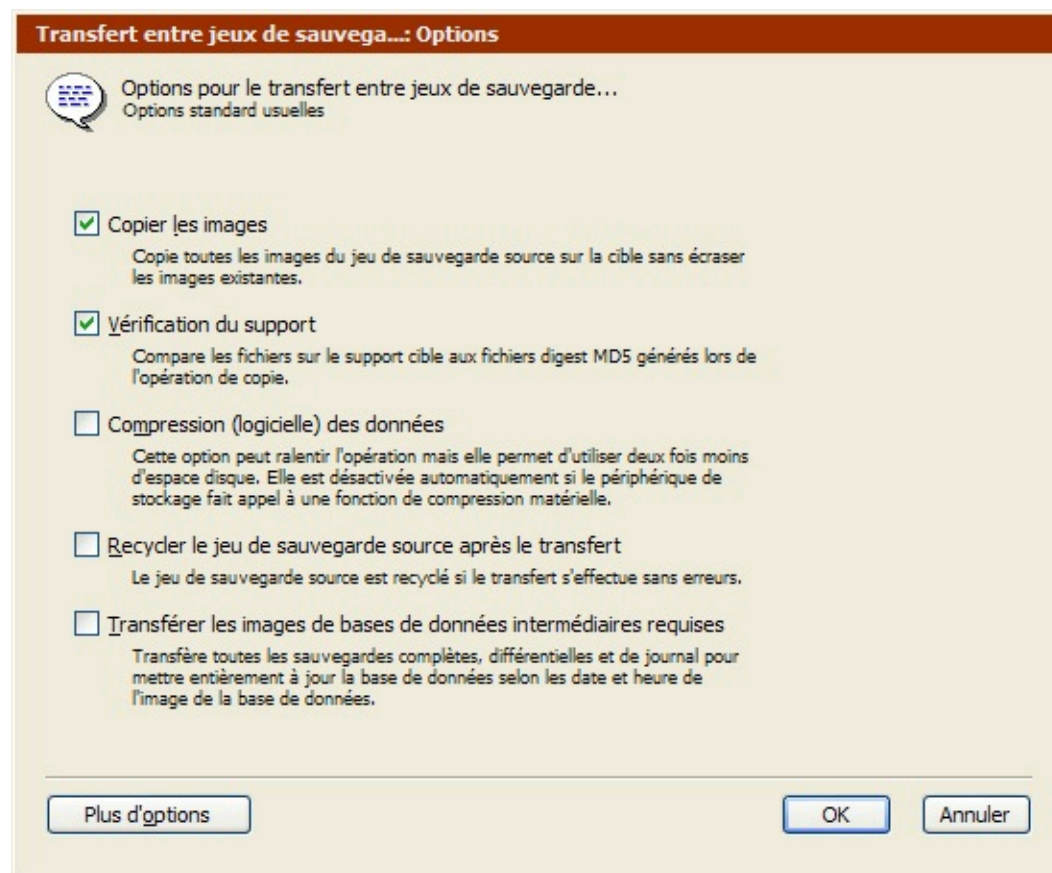 Transfert entre jeux de sauvega...: Options
Options pour le transfert entre jeux de sauvegarde...
Options standard usuelles
Copier les images
Copie toutes les images du jeu de sauvegarde source sur la cible sans écraser
les images existantes.
Vérification du support
Compare les fichiers sur le support cible aux fichiers digest MD5 générés lors de
l'opération de copie.
Compression (logicielle) des données
Cette option peut ralentir l'opération mais elle permet d'utiliser deux fois moins
d'espace disque. Elle est désactivée automatiquement si le périphérique de
stockage fait appel à une fonction de compression matérielle.
Recycler le jeu de sauvegarde source après le transfert
Le jeu de sauvegarde source est recyclé si le transfert s'effectue sans erreurs.
Transférer les images de bases de données intermédiaires requises
Transfère toutes les sauvegardes complètes, différentielles et de journal pour
mettre entièrement à jour la base de données selon les date et heure de
l'image de la base de données.
Plus d'options
OK
Annuler